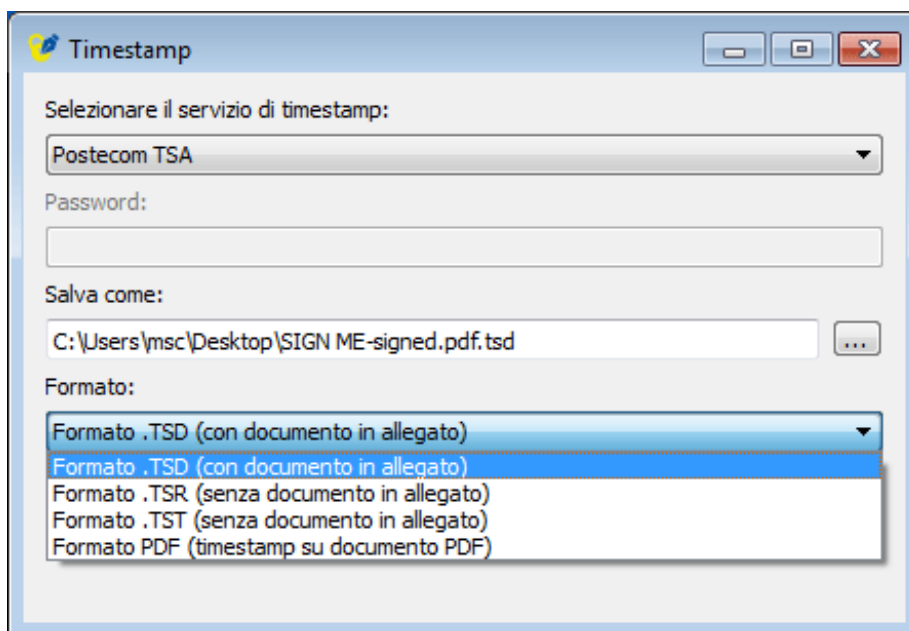 Timestamp
Selezionare il servizio di timestamp:
Postecom TSA
Password:
Salva come:
C:\Users\msc\Desktop\SIGN ME-signed.pdf.tsd
...
Formato:
Formato .TSD (con documento in allegato)
Formato .TSD (con documento in allegato)
Formato .TSR (senza documento in allegato)
Formato .TST (senza documento in allegato)
Formato PDF (timestamp su documento PDF)